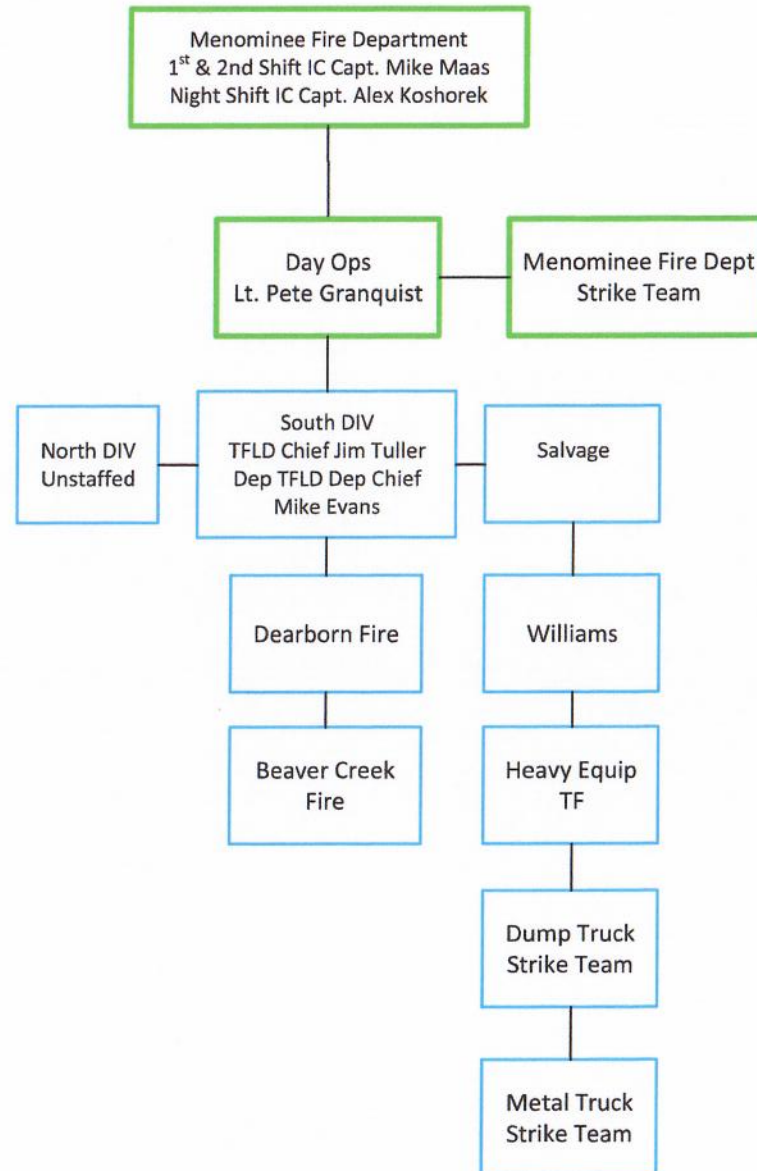 Menominee Fire Department
1st & 2nd Shift IC Capt. Mike Maas
Night Shift IC Capt. Alex Koshorek
Day Ops
Lt. Pete Granquist
Menominee Fire Dept
Strike Team
North DIV
Unstaffed
South DIV
TFLD Chief Jim Tuller
Dep TFLD Dep Chief
Mike Evans
Salvage
Dearborn Fire
Williams
Beaver Creek
Fire
Heavy Equip
TF
Dump Truck
Strike Team
Metal Truck
Strike Team